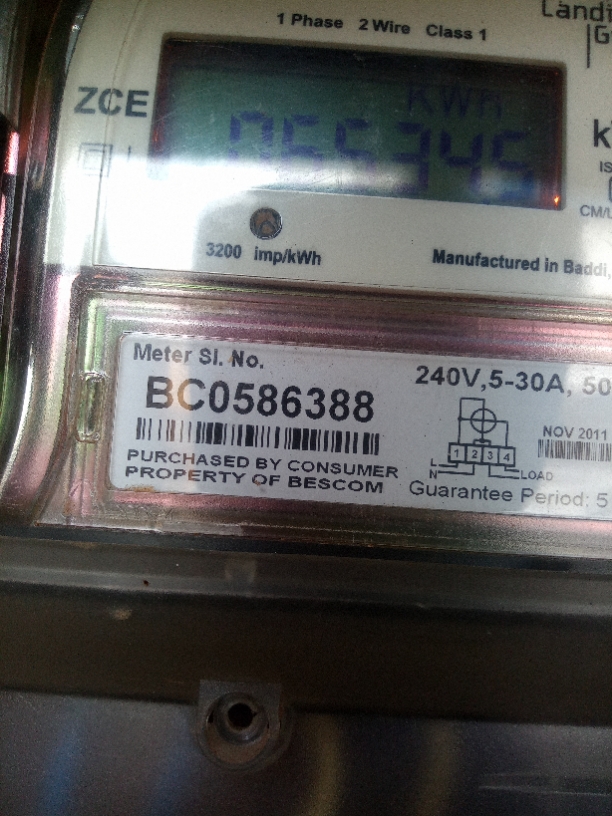 1 Phase 2 Wire Class 1
ZCE
kWh
065345
3200 imp/kWh
Manufactured in Baddi,
Meter Sl. No.
BC0586388
PURCHASED BY CONSUMER
PROPERTY OF BESCOM
240V,5-30A, 50
1 2 3 4
L
N
LOAD
NOV 2011
Guarantee Period: 5